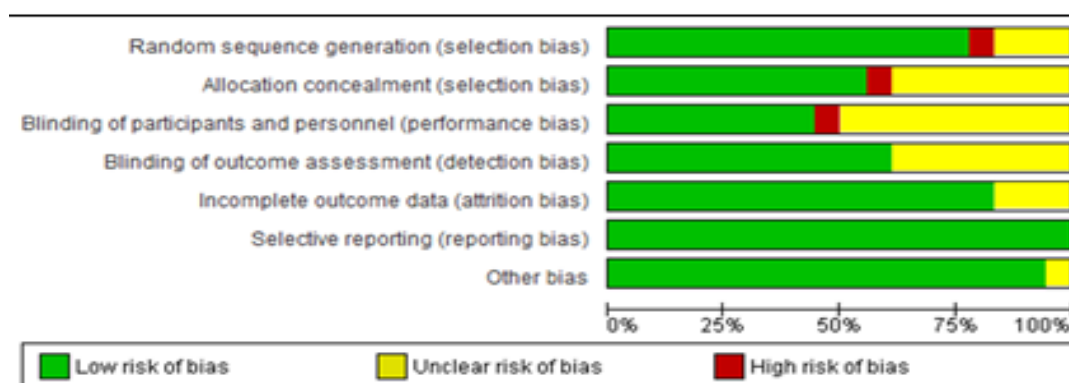 Random sequence generation (selection bias)
Allocation concealment (selection bias)
Blinding of participants and personnel (performance bias)
Blinding of outcome assessment (detection bias)
Incomplete outcome data (attrition bias)
Selective reporting (reporting bias)
Other bias
0% 25% 50% 75% 100%
Low risk of bias Unclear risk of bias High risk of bias